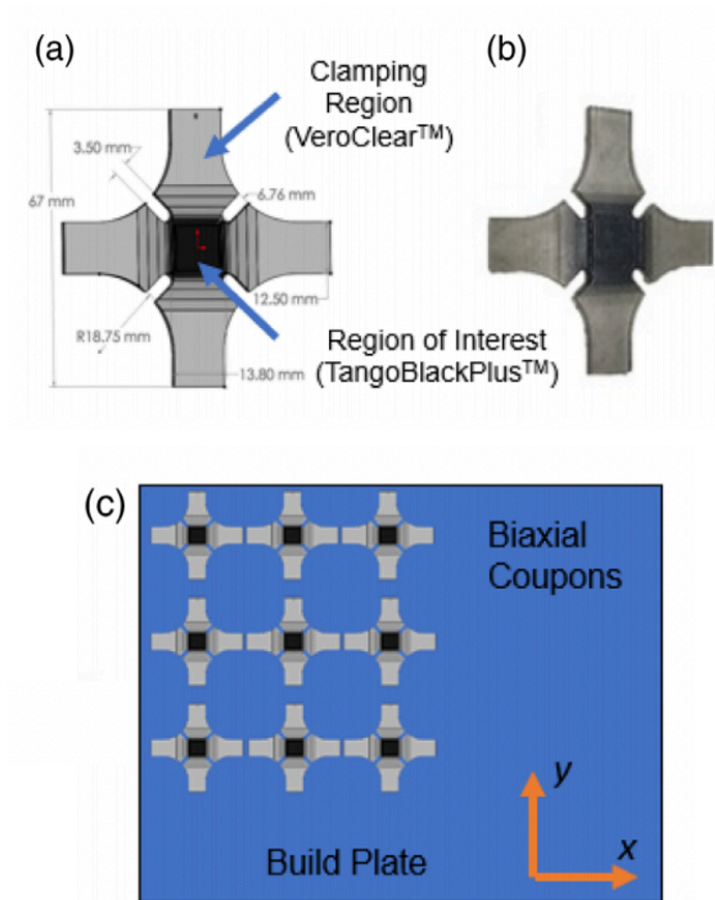 (a)
Clamping
Region
(VeroClear™)
3.50 mm
67 mm
6.76 mm
12.50 mm
R18.75 mm
13.80 mm
Region of Interest
(TangoBlackPlus™)
(b)
(c)
Biaxial
Coupons
y
x
Build Plate